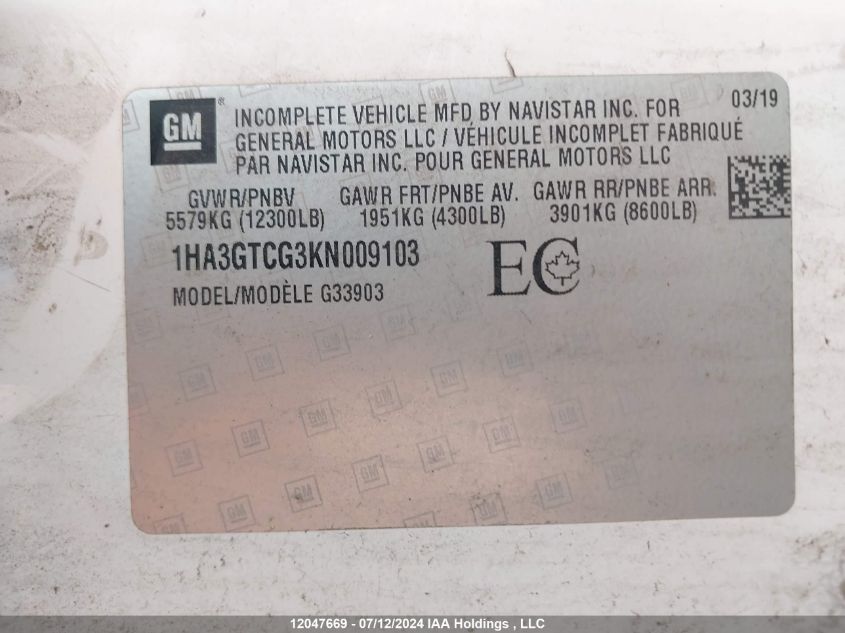 GM ® INCOMPLETE VEHICLE MFD BY NAVISTAR INC. FOR 03/19
GENERAL MOTORS LLC / VÉHICULE INCOMPLET FABRIQUÉ
PAR NAVISTAR INC. POUR GENERAL MOTORS LLC
GVWR/PNBV GAWR FRT/PNBE AV. GAWR RR/PNBE ARR.
5579KG (12300LB) 1951KG (4300LB) 3901KG (8600LB)
1HA3GTCG3KN009103 EC
MODEL/MODÈLE G33903
12047669 - 07/12/2024 IAA Holdings , LLC